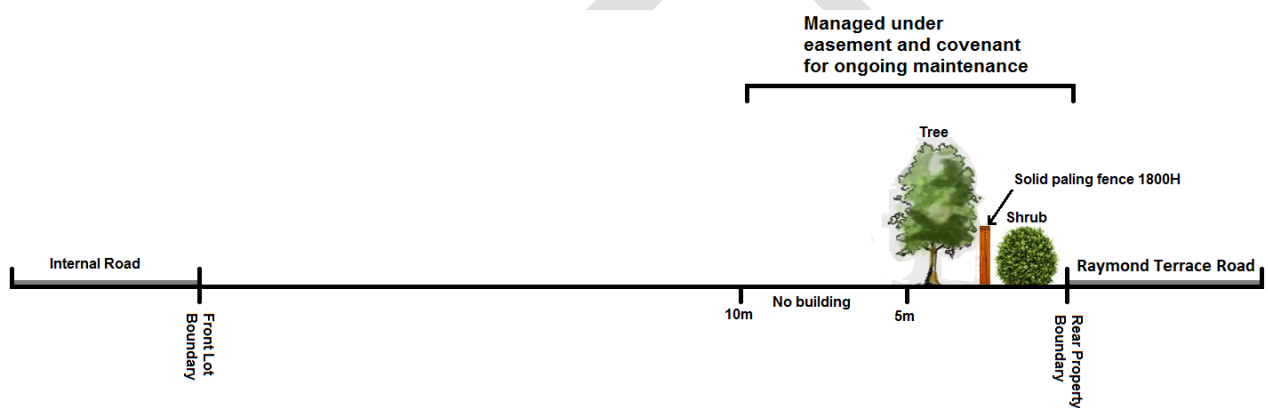 Managed under
easement and covenant
for ongoing maintenance
Tree
Solid paling fence 1800H
Shrub
Internal Road
Raymond Terrace Road
No building
10m
5m
Front Lot
Boundary
Rear Property
Boundary